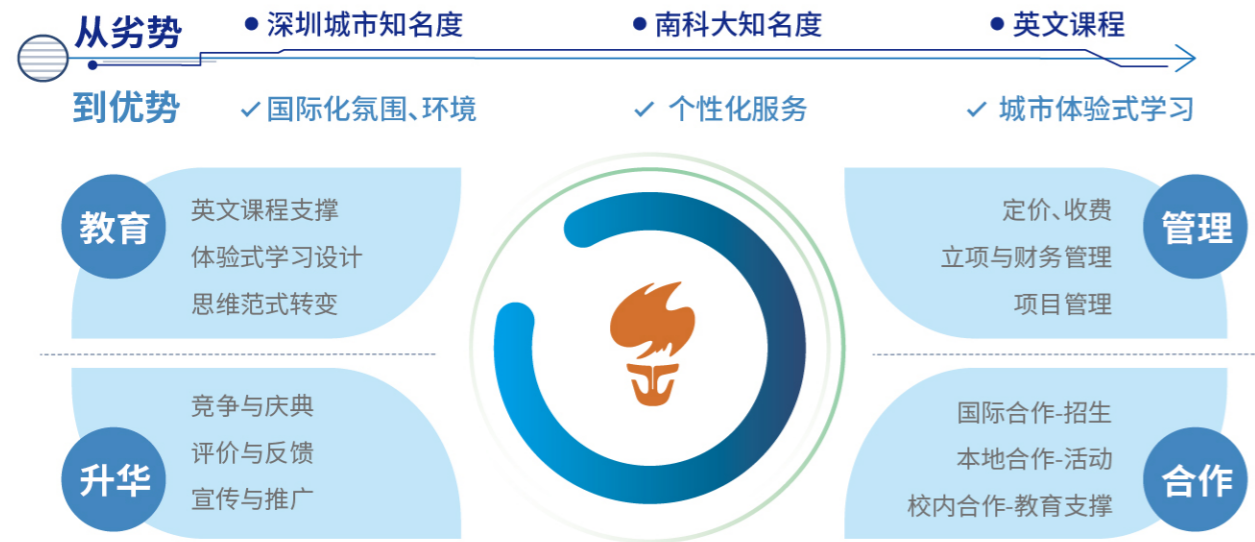 从劣势
●深圳城市知名度
●南科大知名度
●英文课程
到优势
✓国际化氛围、环境
✓个性化服务
✓城市体验式学习
教育
英文课程支撑
体验式学习设计
思维范式转变
管理
定价、收费
立项与财务管理
项目管理
升华
竞争与庆典
评价与反馈
宣传与推广
合作
国际合作-招生
本地合作-活动
校内合作-教育支撑